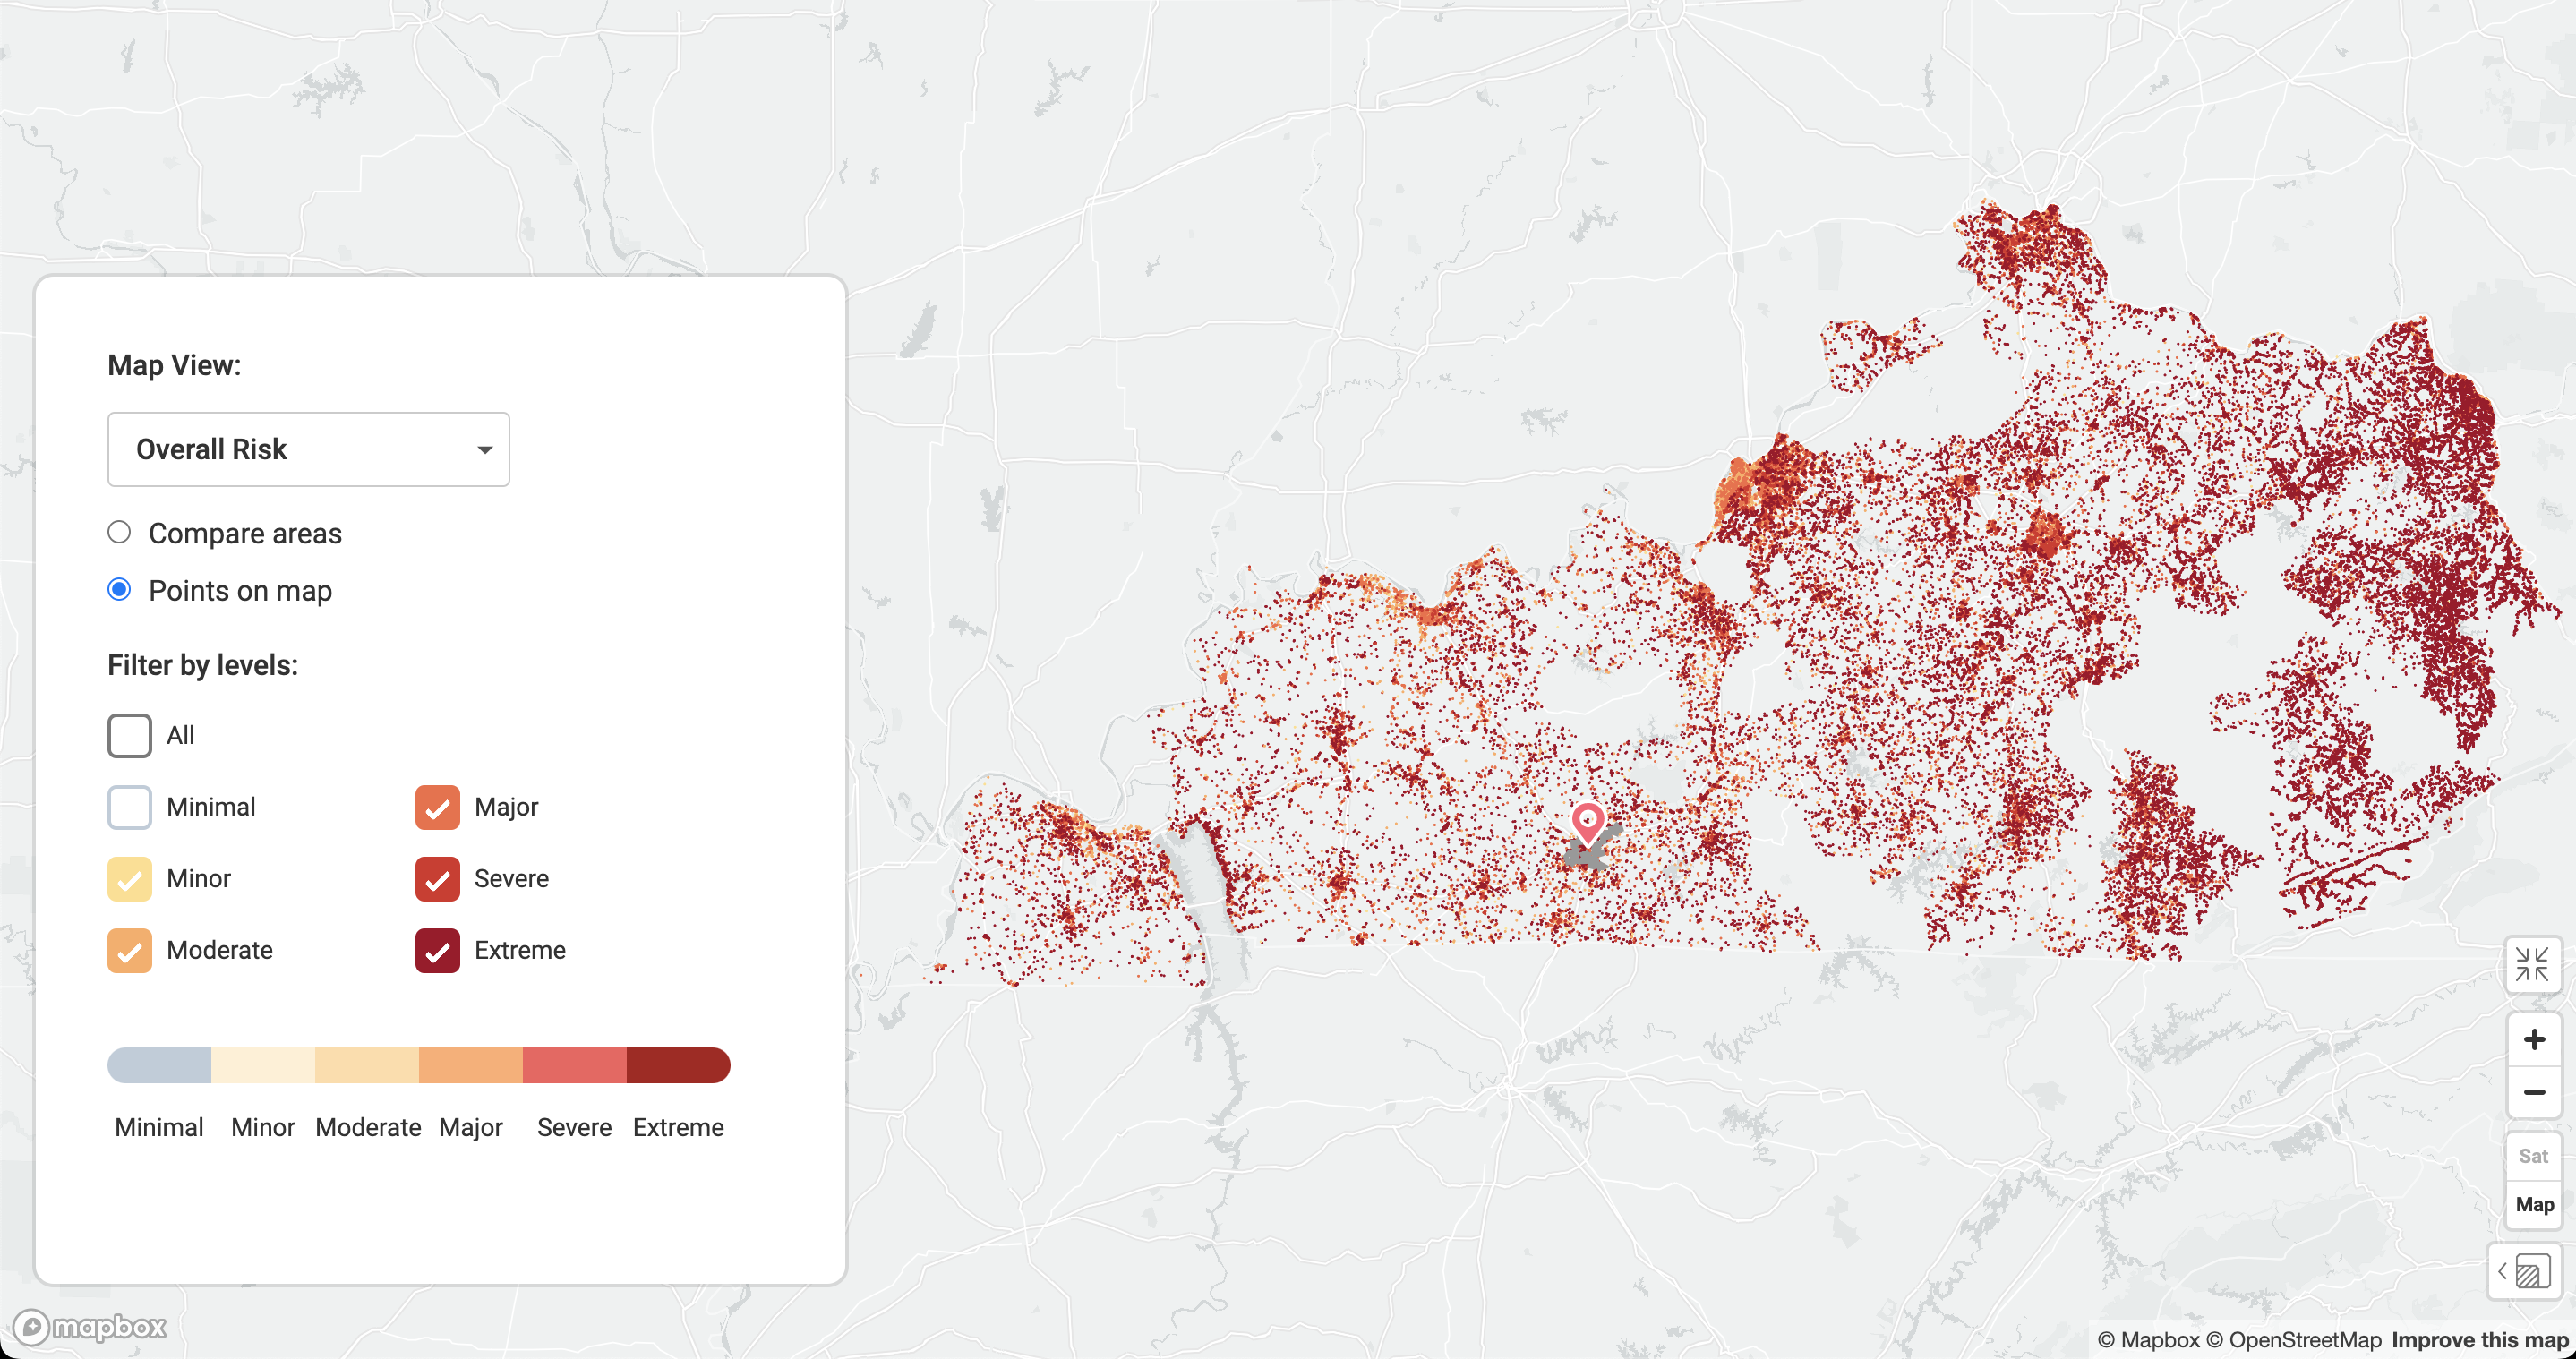 Map View:
Overall Risk
Compare areas
Points on map
Filter by levels:
All
Minimal
Major
Minor
Severe
Moderate
Extreme
Minimal Minor Moderate Major Severe Extreme
Sat
Map
mapbox
© Mapbox © OpenStreetMap Improve this map